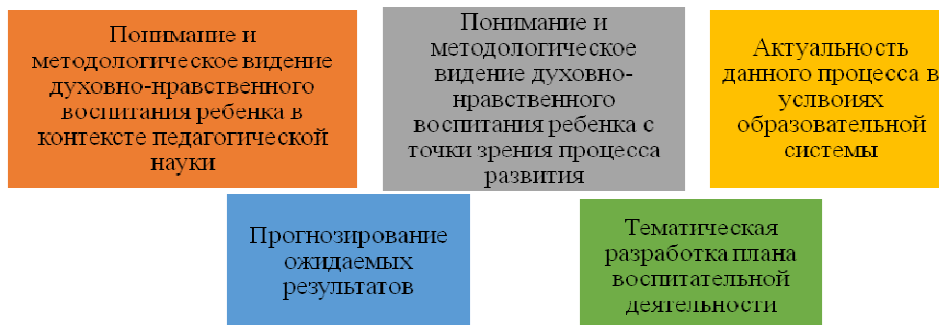 Понимание и
методологическое видение
духовно-нравственного
воспитания ребенка в
контексте педагогической
науки
Понимание и
методологическое
видение духовно-
нравственного
воспитания ребенка с
точки зрения процесса
развития
Актуальность
данного процесса в
услвоиях
образовательной
системы
Прогнозирование
ожидаемых
результатов
Тематическая
разработка плана
воспитательной
деятельности